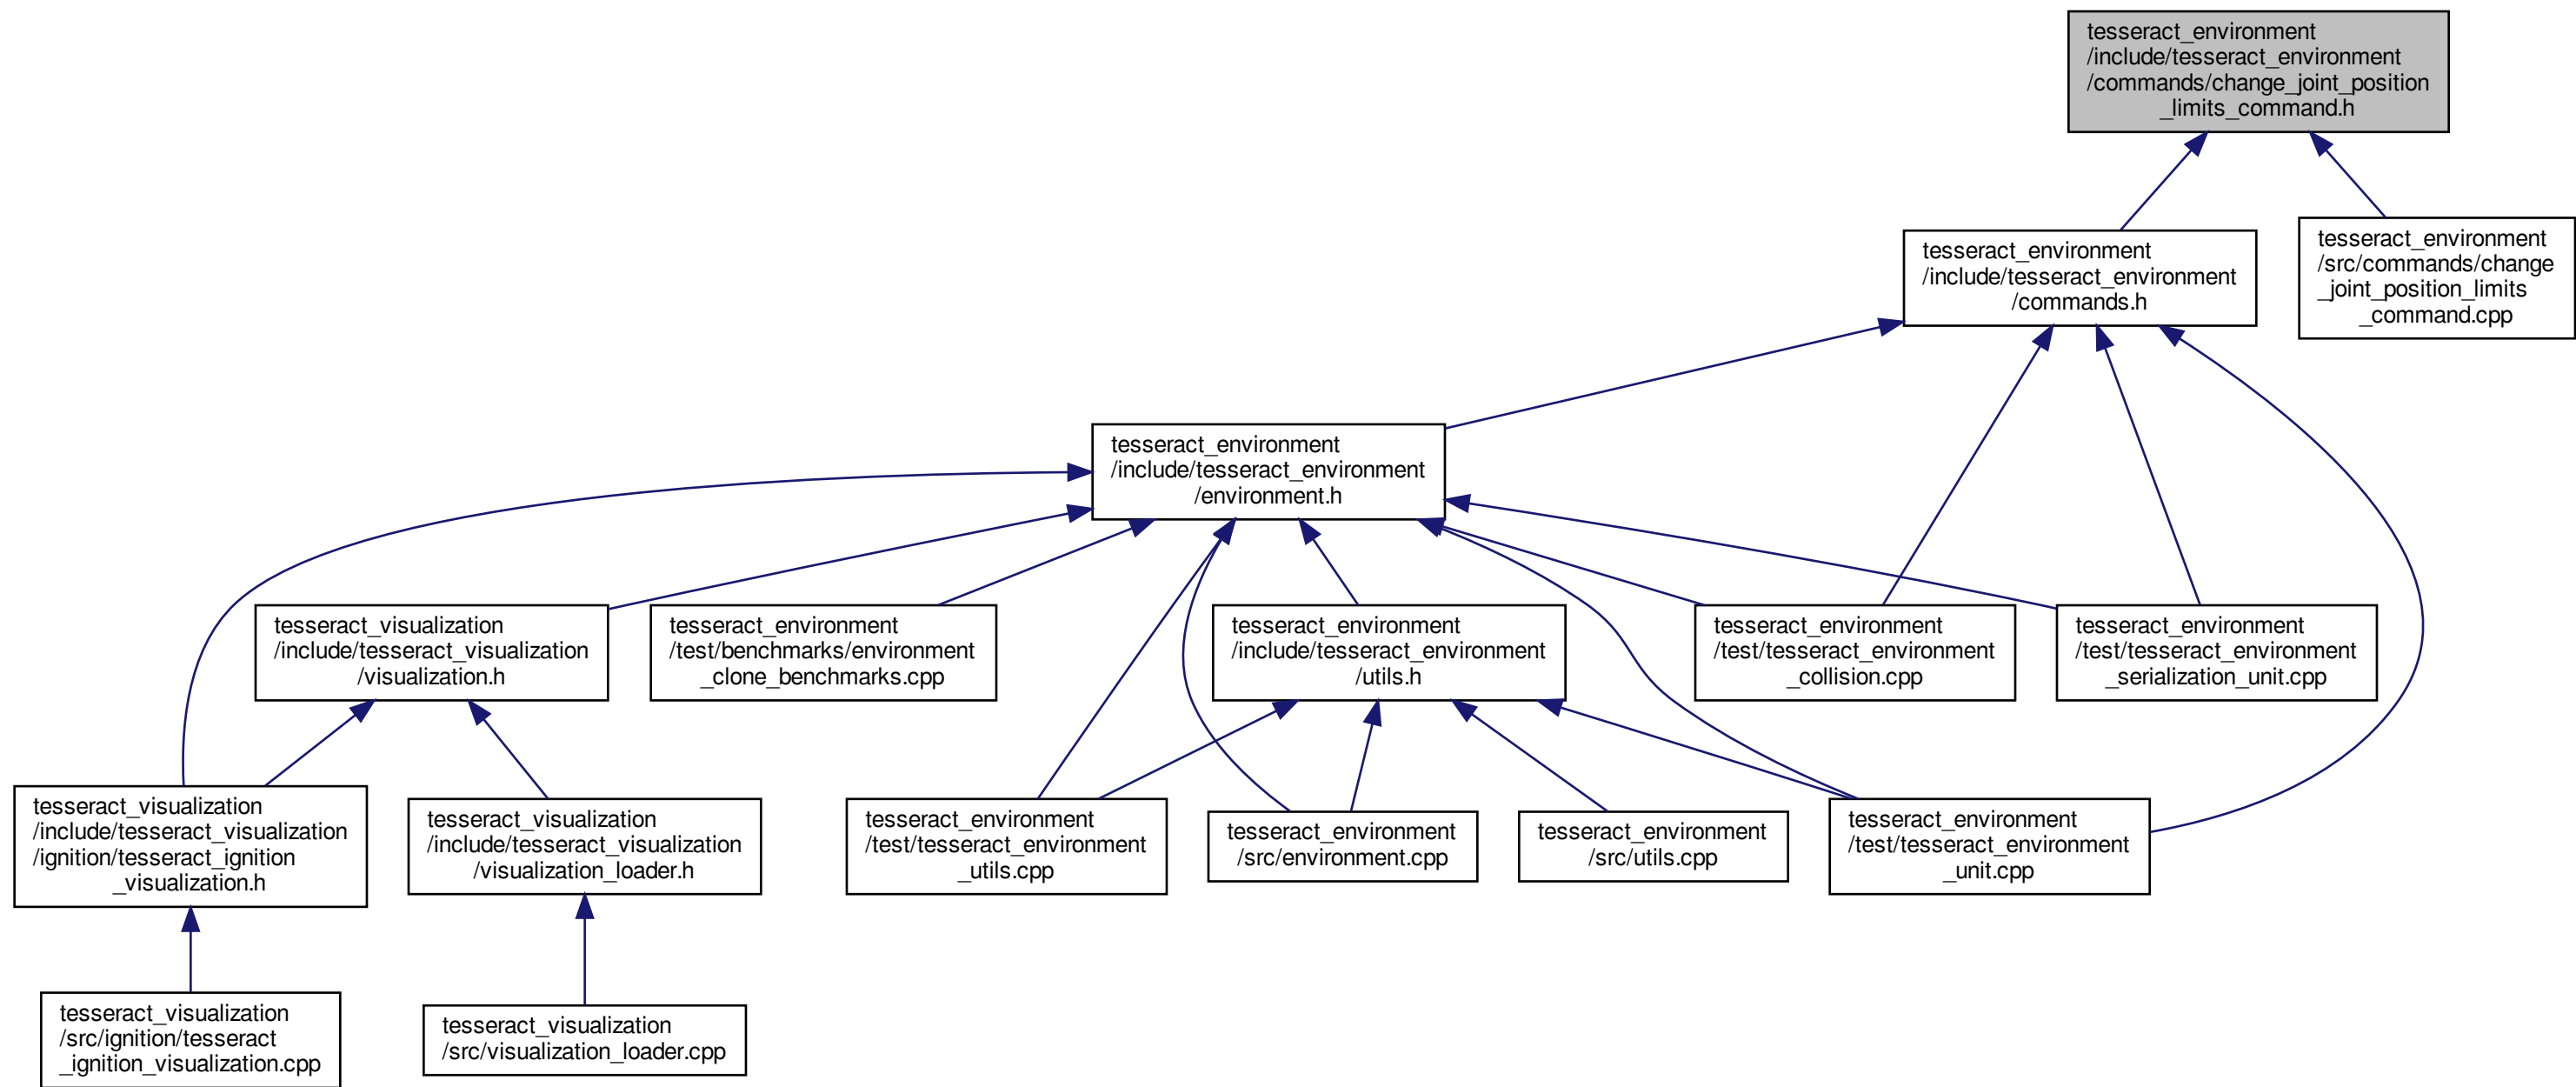 tesseract_environment
/include/tesseract_environment
/commands/change_joint_position
_limits_command.h
tesseract_environment
/include/tesseract_environment
/commands.h
tesseract_environment
/src/commands/change
_joint_position_limits
_command.cpp
tesseract_environment
/include/tesseract_environment
/environment.h
tesseract_visualization
/include/tesseract_visualization
/visualization.h
tesseract_environment
/test/benchmarks/environment
_clone_benchmarks.cpp
tesseract_environment
/include/tesseract_environment
/utils.h
tesseract_environment
/test/tesseract_environment
_collision.cpp
tesseract_environment
/test/tesseract_environment
_serialization_unit.cpp
tesseract_visualization
/include/tesseract_visualization
/ignition/tesseract_ignition
_visualization.h
tesseract_visualization
/include/tesseract_visualization
/visualization_loader.h
tesseract_environment
/test/tesseract_environment
_utils.cpp
tesseract_environment
/src/environment.cpp
tesseract_environment
/src/utils.cpp
tesseract_environment
/test/tesseract_environment
_unit.cpp
tesseract_visualization
/src/ignition/tesseract
_ignition_visualization.cpp
tesseract_visualization
/src/visualization_loader.cpp